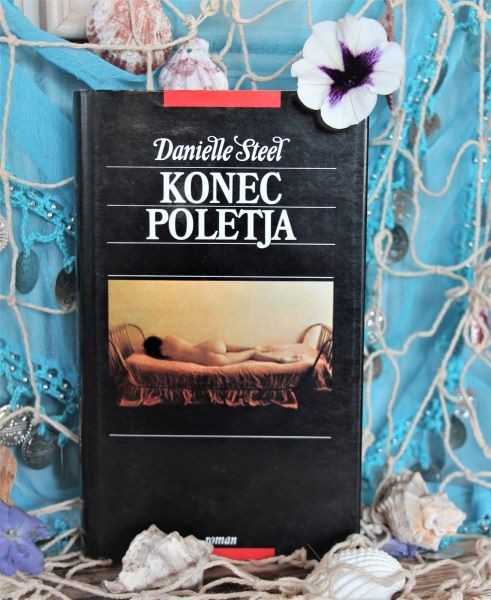 Danielle Steel
KONEC
POLETJA
roman